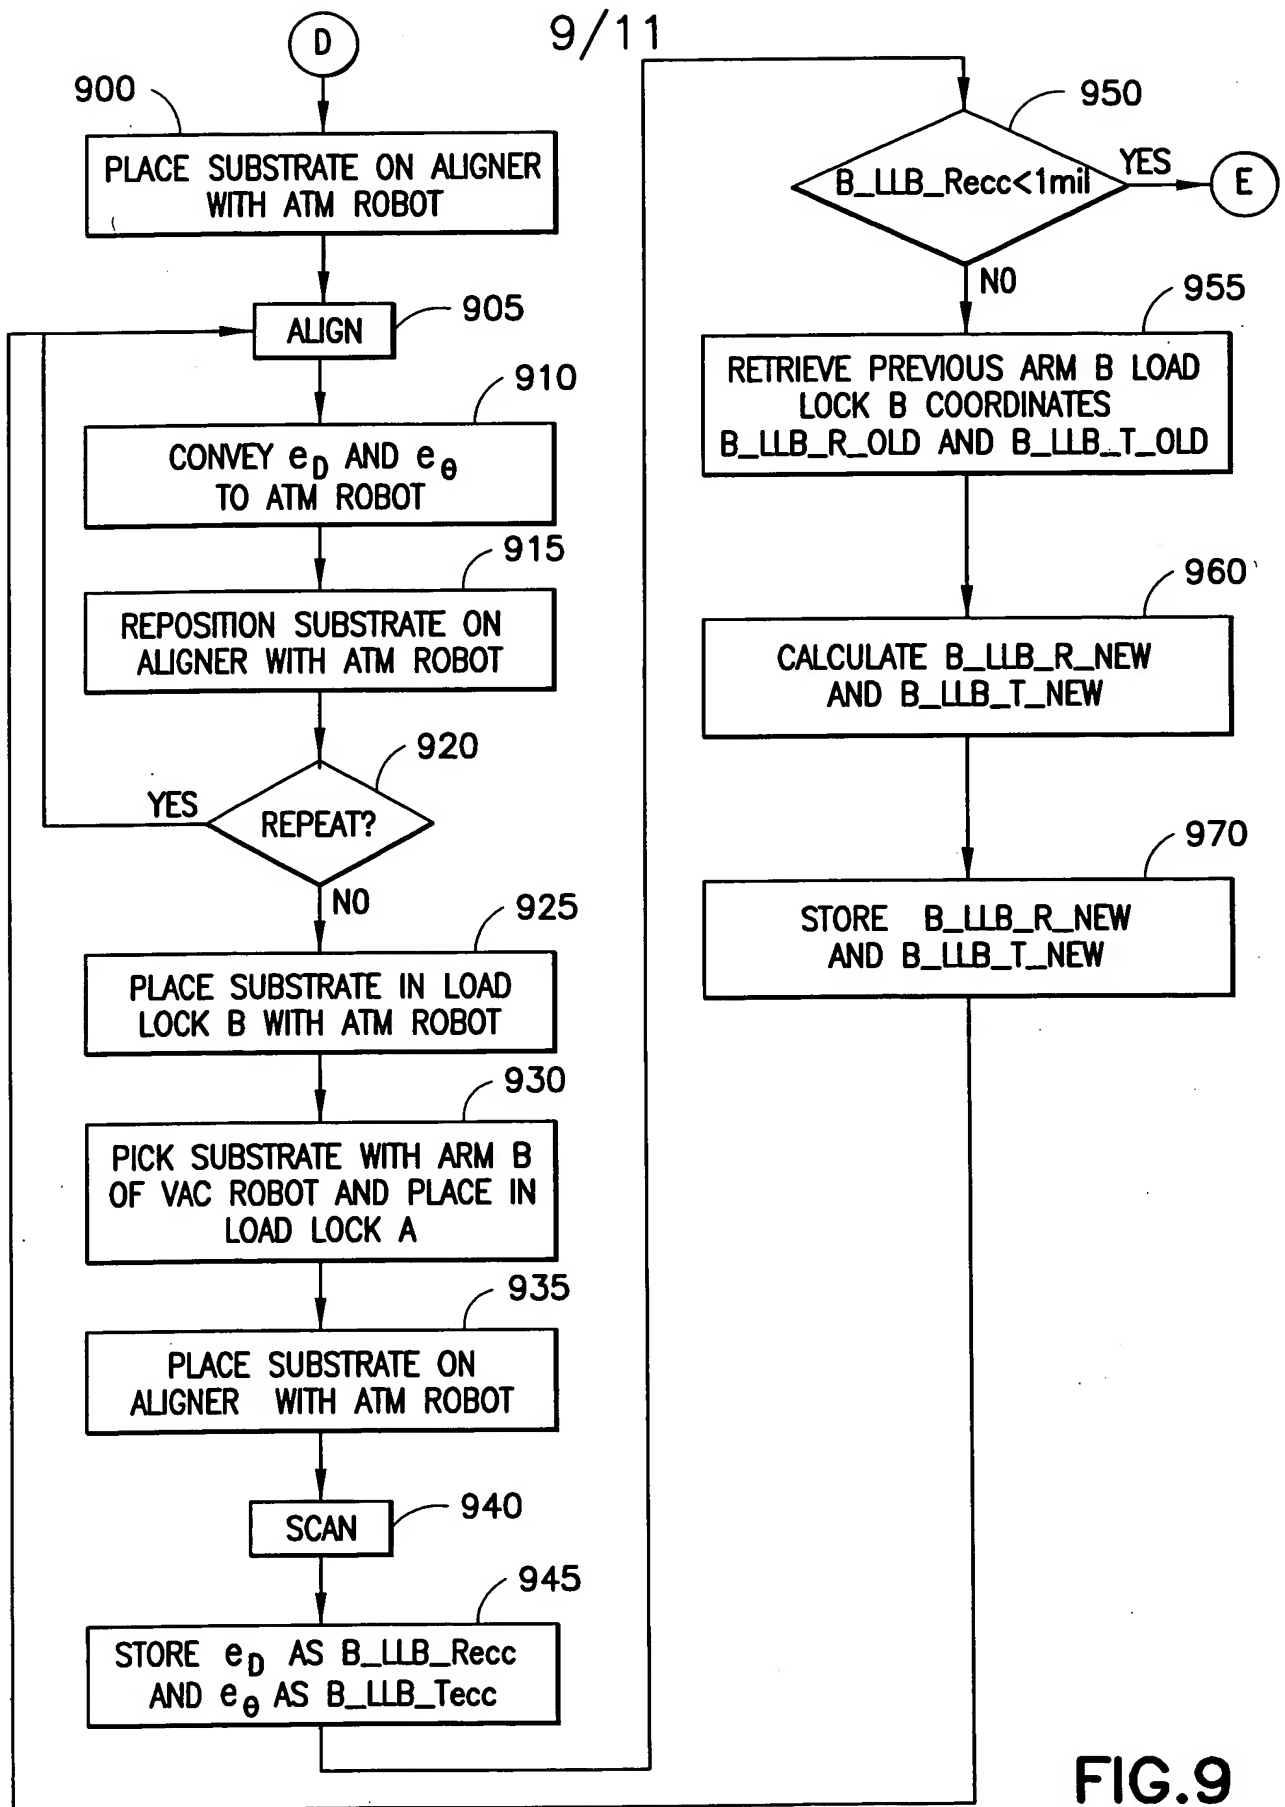 9/11
D
900
PLACE SUBSTRATE ON ALIGNER
WITH ATM ROBOT
905
ALIGN
910
CONVEY eD AND eθ
TO ATM ROBOT
915
REPOSITION SUBSTRATE ON
ALIGNER WITH ATM ROBOT
920
YES
REPEAT?
NO
925
PLACE SUBSTRATE IN LOAD
LOCK B WITH ATM ROBOT
930
PICK SUBSTRATE WITH ARM B
OF VAC ROBOT AND PLACE IN
LOAD LOCK A
935
PLACE SUBSTRATE ON
ALIGNER WITH ATM ROBOT
940
SCAN
945
STORE eD AS B_LLB_Recc
AND eθ AS B_LLB_Tecc
950
B_LLB_Recc<1mil
YES
E
NO
955
RETRIEVE PREVIOUS ARM B LOAD
LOCK B COORDINATES
B_LLB_R_OLD AND B_LLB_T_OLD
960
CALCULATE B_LLB_R_NEW
AND B_LLB_T_NEW
970
STORE B_LLB_R_NEW
AND B_LLB_T_NEW
FIG.9